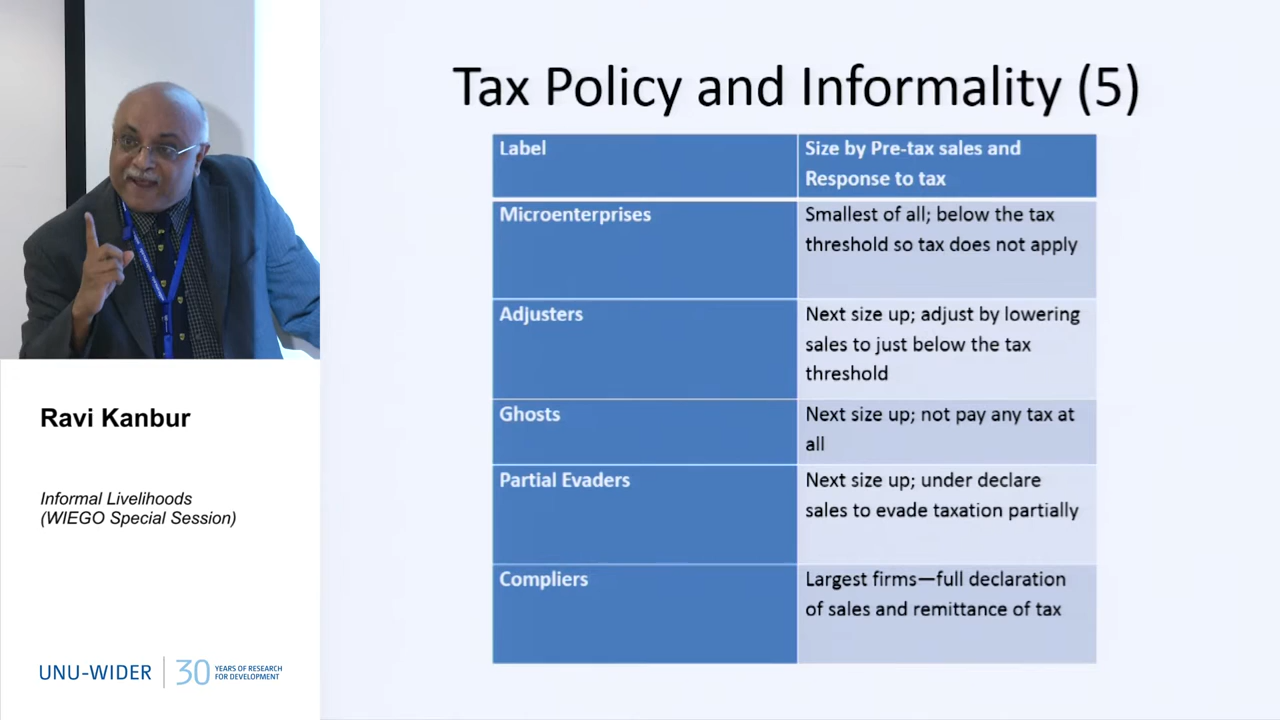 Tax Policy and Informality (5)
Label
Size by Pre-tax sales and
Response to tax
Microenterprises
Smallest of all; below the tax
threshold so tax does not apply
Adjusters
Next size up; adjust by lowering
sales to just below the tax
threshold
Ghosts
Next size up; not pay any tax at
all
Partial Evaders
Next size up; under declare
sales to evade taxation partially
Compliers
Largest firms—full declaration
of sales and remittance of tax
Ravi Kanbur
Informal Livelihoods
(WIEGO Special Session)
UNU-WIDER
30
YEARS OF RESEARCH
FOR DEVELOPMENT